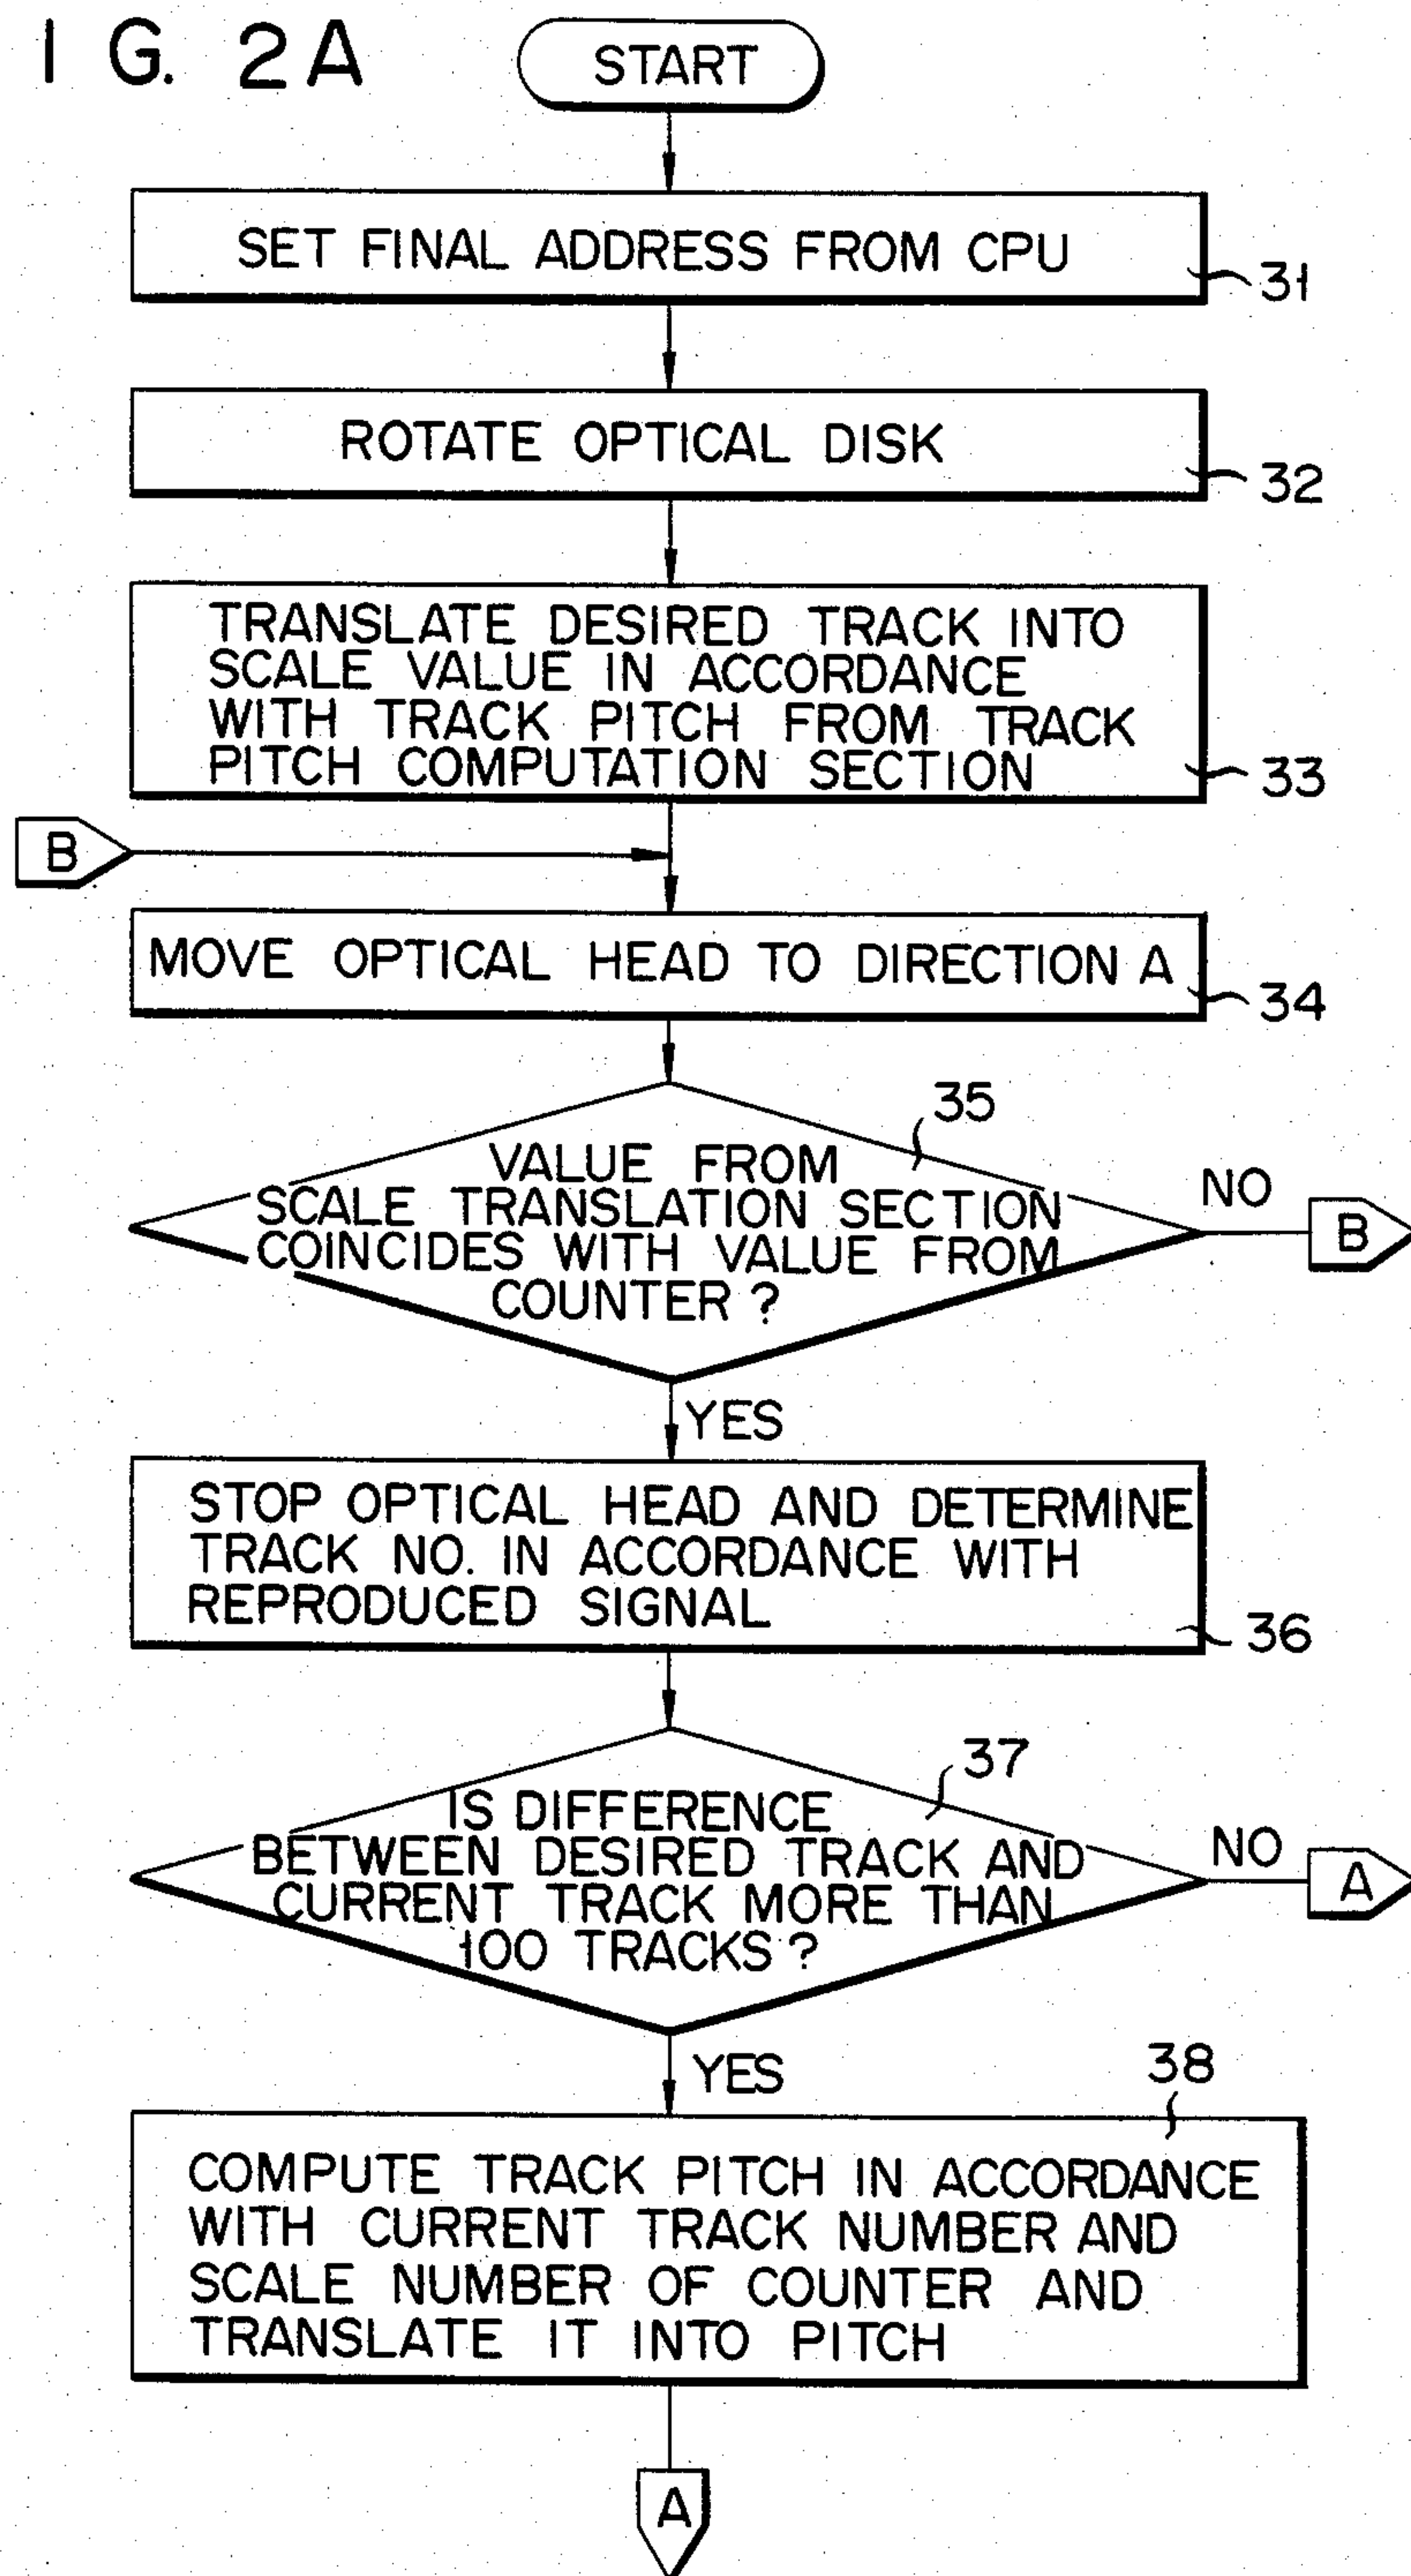 I G. 2A
START
SET FINAL ADDRESS FROM CPU
31
ROTATE OPTICAL DISK
32
TRANSLATE DESIRED TRACK INTO
SCALE VALUE IN ACCORDANCE
WITH TRACK PITCH FROM TRACK
PITCH COMPUTATION SECTION
33
B
MOVE OPTICAL HEAD TO DIRECTION A
34
35
VALUE FROM
SCALE TRANSLATION SECTION
COINCIDES WITH VALUE FROM
COUNTER ?
NO
B
YES
STOP OPTICAL HEAD AND DETERMINE
TRACK NO. IN ACCORDANCE WITH
REPRODUCED SIGNAL
36
37
IS DIFFERENCE
BETWEEN DESIRED TRACK AND
CURRENT TRACK MORE THAN
100 TRACKS ?
NO
A
YES
38
COMPUTE TRACK PITCH IN ACCORDANCE
WITH CURRENT TRACK NUMBER AND
SCALE NUMBER OF COUNTER AND
TRANSLATE IT INTO PITCH
A